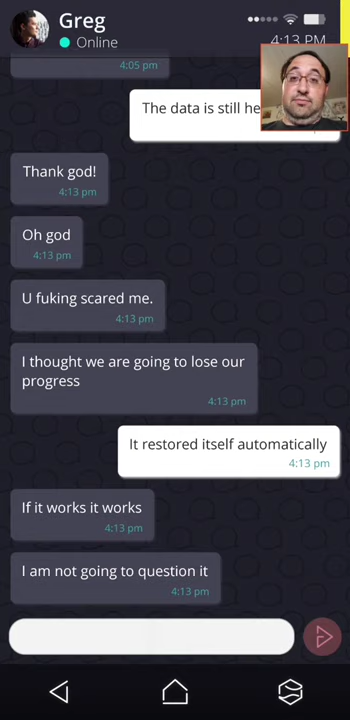 Greg
Online
4:13 PM
4:05 pm
The data is still he
Thank god!
4:13 pm
Oh god
4:13 pm
U fuking scared me.
4:13 pm
I thought we are going to lose our
progress
4:13 pm
It restored itself automatically
4:13 pm
If it works it works
4:13 pm
I am not going to question it
4:13 pm